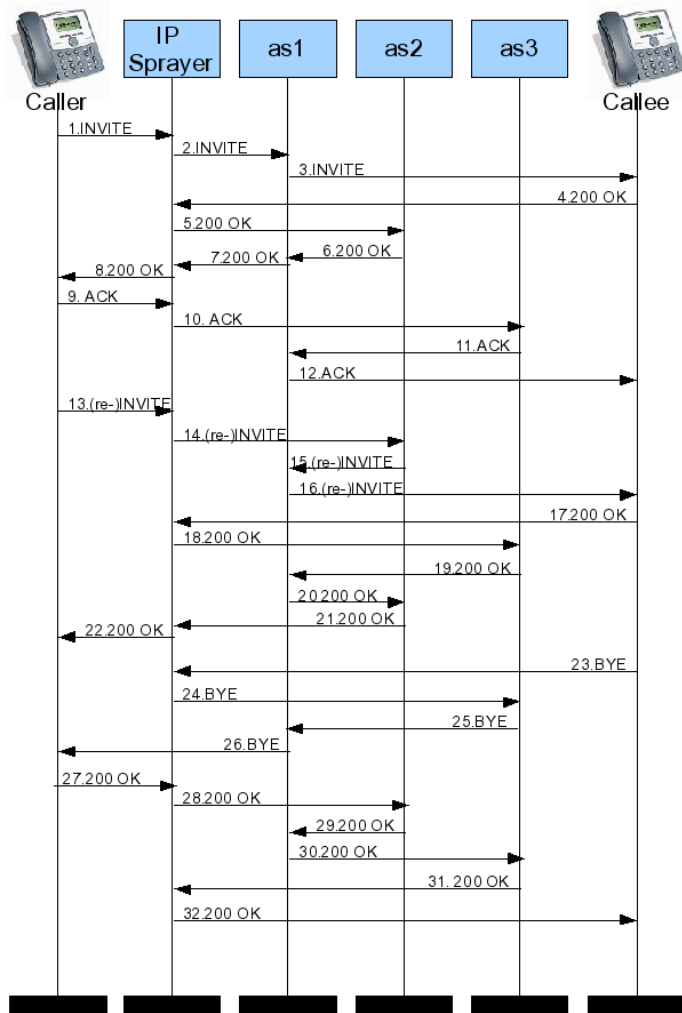 IP
Sprayer
as1
as2
as3
Caller
Callee
1.INVITE
2.INVITE
3.INVITE
4.200 OK
5.200 OK
6.200 OK
7.200 OK
8.200 OK
9. ACK
10. ACK
11.ACK
12.ACK
13.(re-)INVITE
14.(re-)INVITE
15.(re-)INVITE
16.(re-)INVITE
17.200 OK
18.200 OK
19.200 OK
20.200 OK
21.200 OK
22.200 OK
23.BYE
24.BYE
25.BYE
26.BYE
27.200 OK
28.200 OK
29.200 OK
30.200 OK
31. 200 OK
32.200 OK